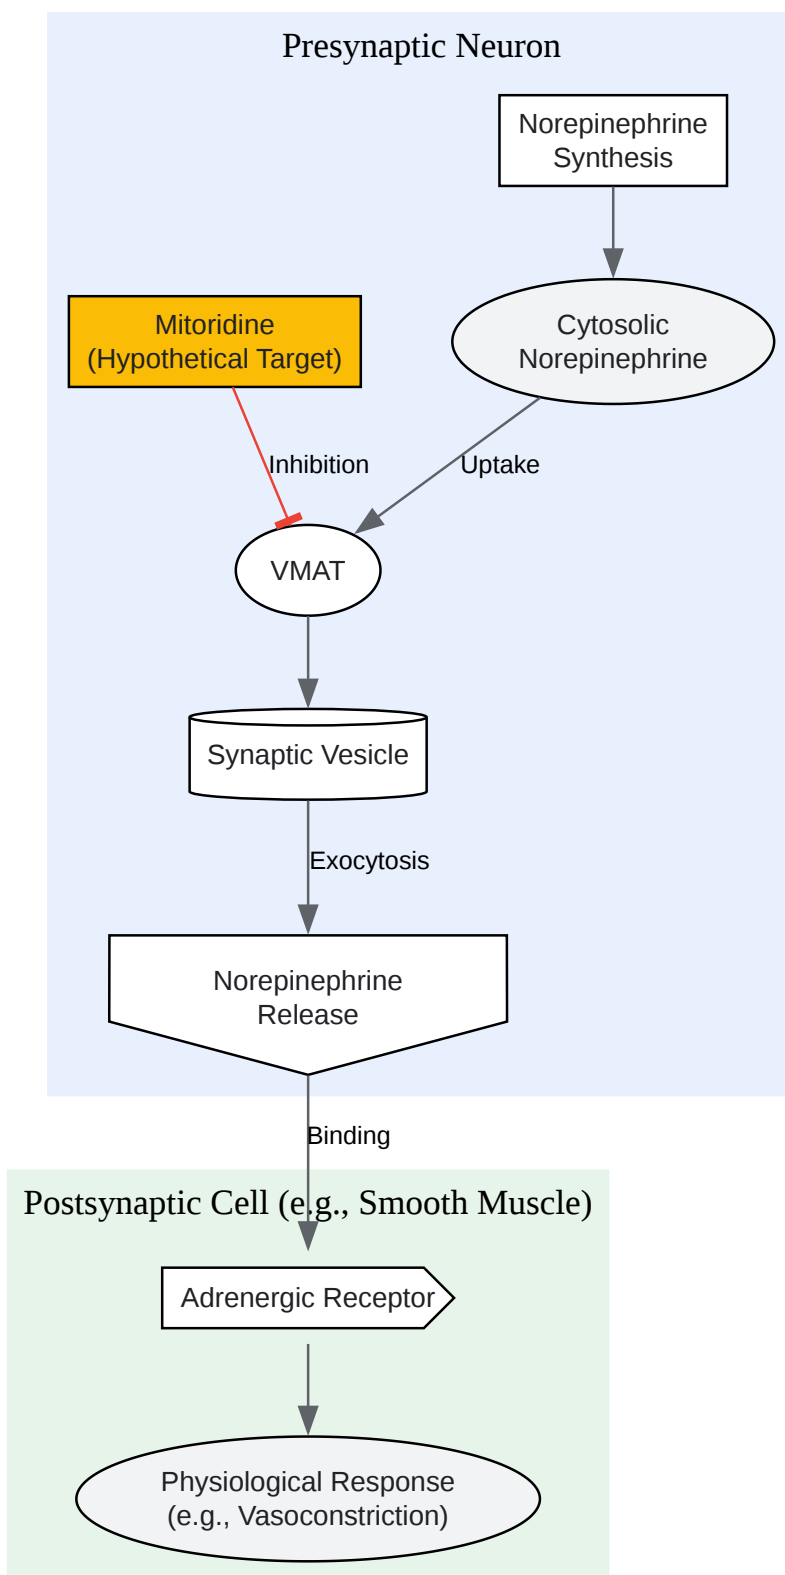 Presynaptic Neuron
Norepinephrine
Synthesis
Mitoridine
(Hypothetical Target)
Cytosolic
Norepinephrine
Inhibition
Uptake
VMAT
Synaptic Vesicle
Exocytosis
Norepinephrine
Release
Binding
Postsynaptic Cell (e.g., Smooth Muscle)
Adrenergic Receptor
Physiological Response
(e.g., Vasoconstriction)